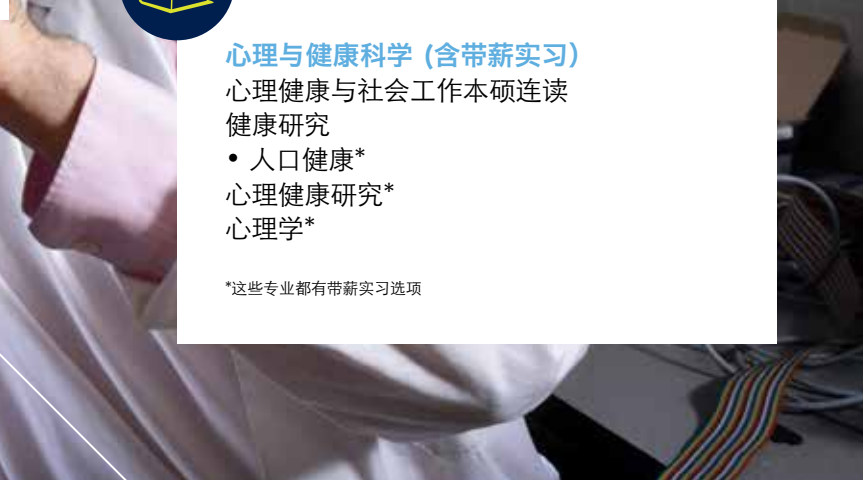 心理与健康科学 (含带薪实习）
心理健康与社会工作本硕连读
健康研究
• 人口健康*
心理健康研究*
心理学*
*这些专业都有带薪实习选项